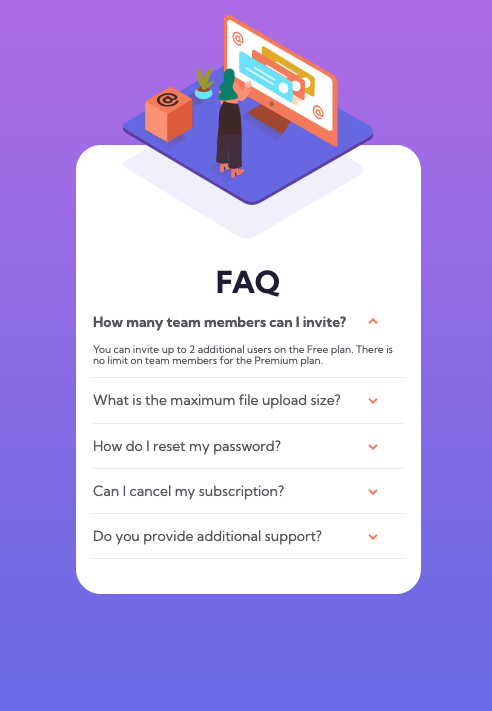 @
@
@
FAQ
How many team members can I invite?
You can invite up to 2 additional users on the Free plan. There is
no limit on team members for the Premium plan.
What is the maximum file upload size?
How do I reset my password?
Can I cancel my subscription?
Do you provide additional support?